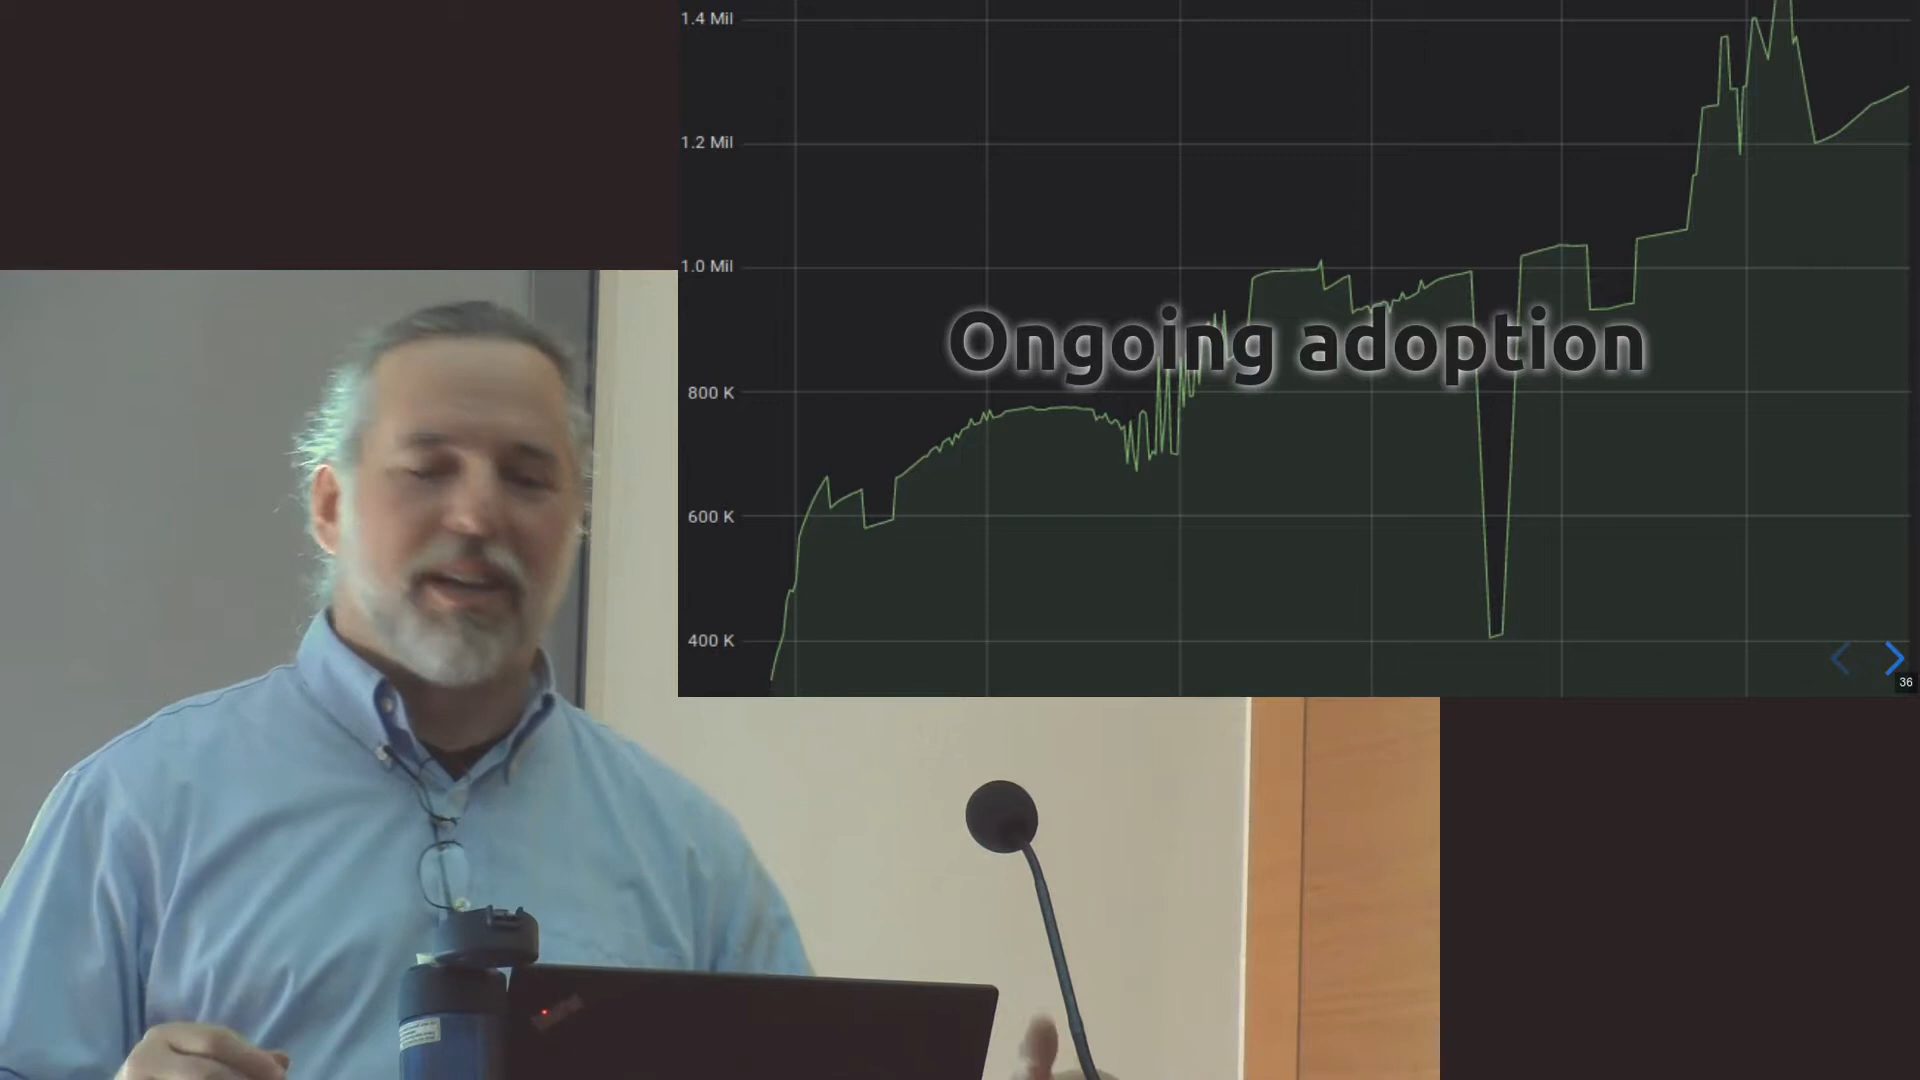 1.4 Mil
1.2 Mil
1.0 Mil
Ongoing adoption
800 K
600 K
400 K
36